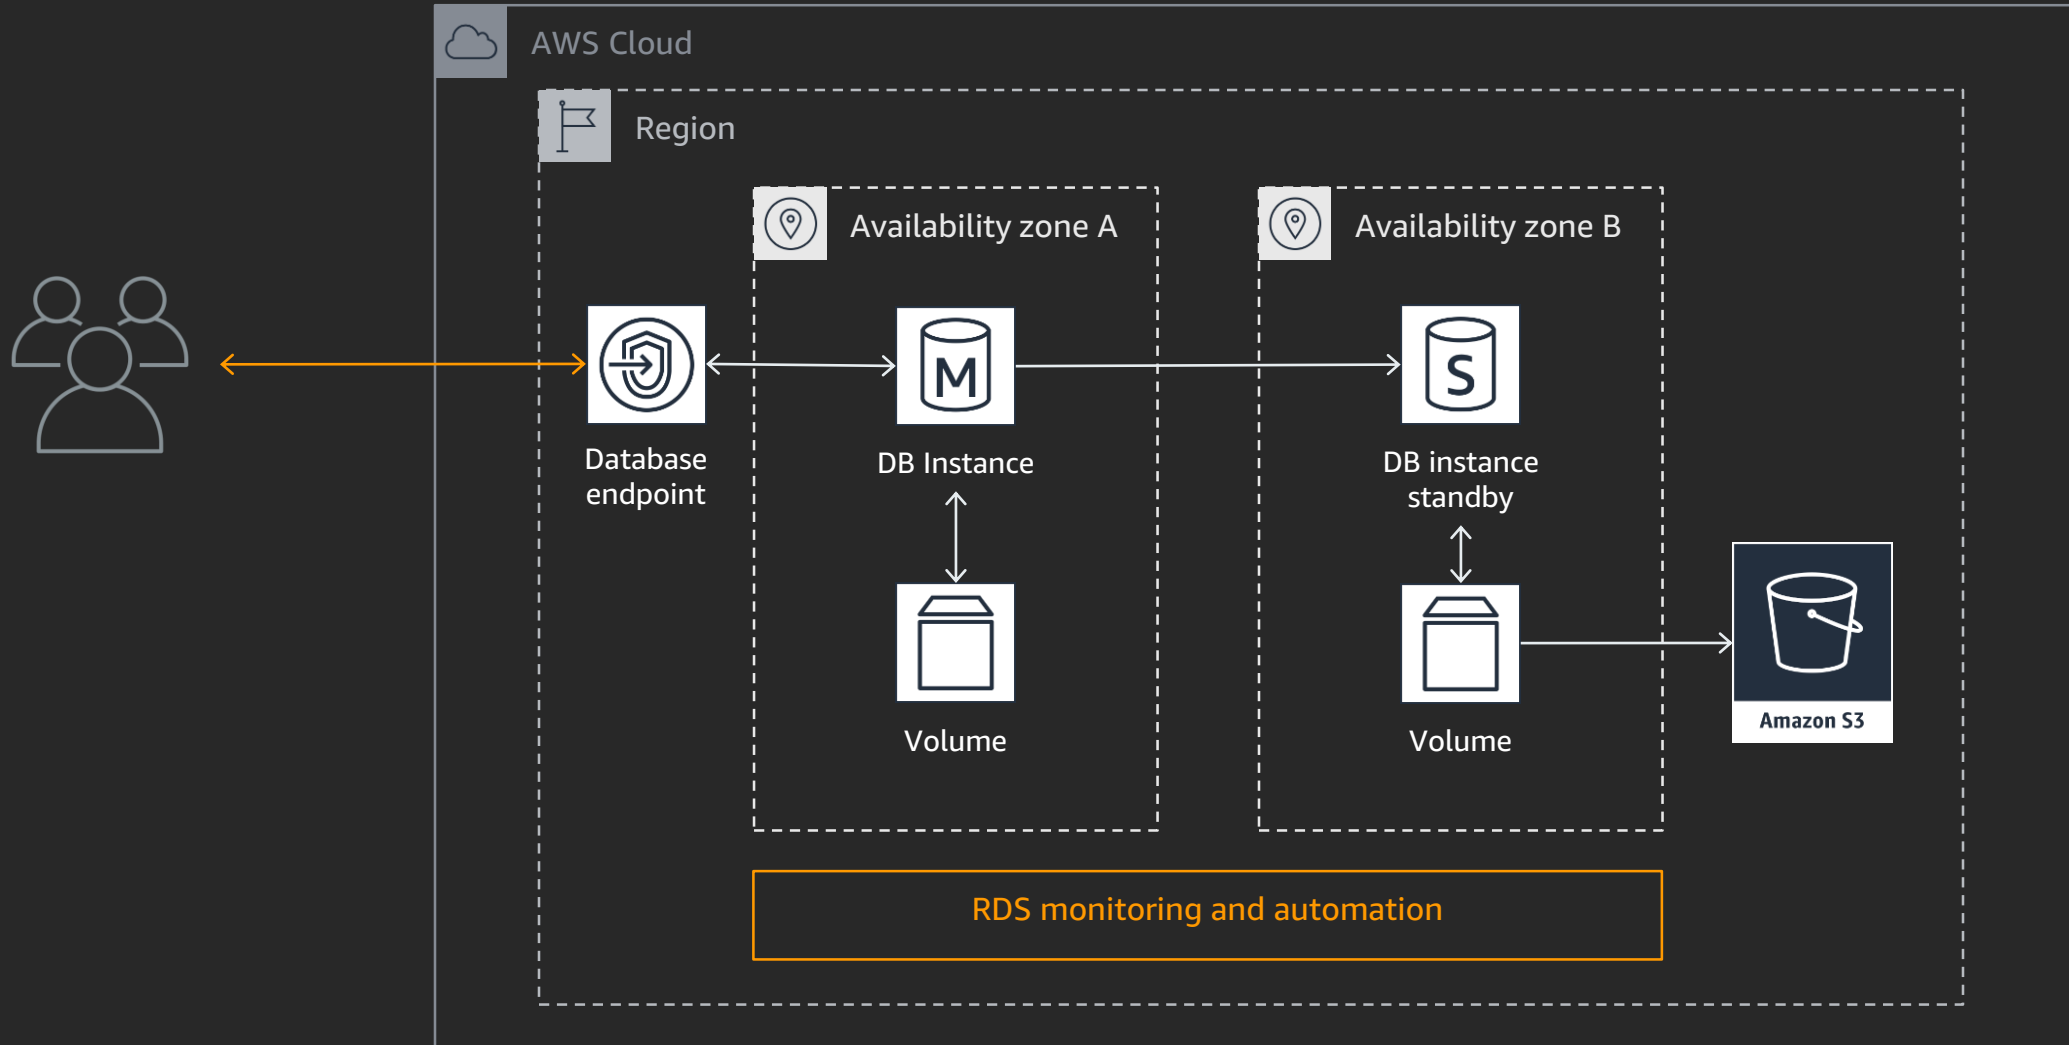 AWS Cloud
Region
Availability zone A
Availability zone B
M
S
Database
endpoint
DB Instance
DB instance
standby
Volume
Volume
Amazon S3
RDS monitoring and automation